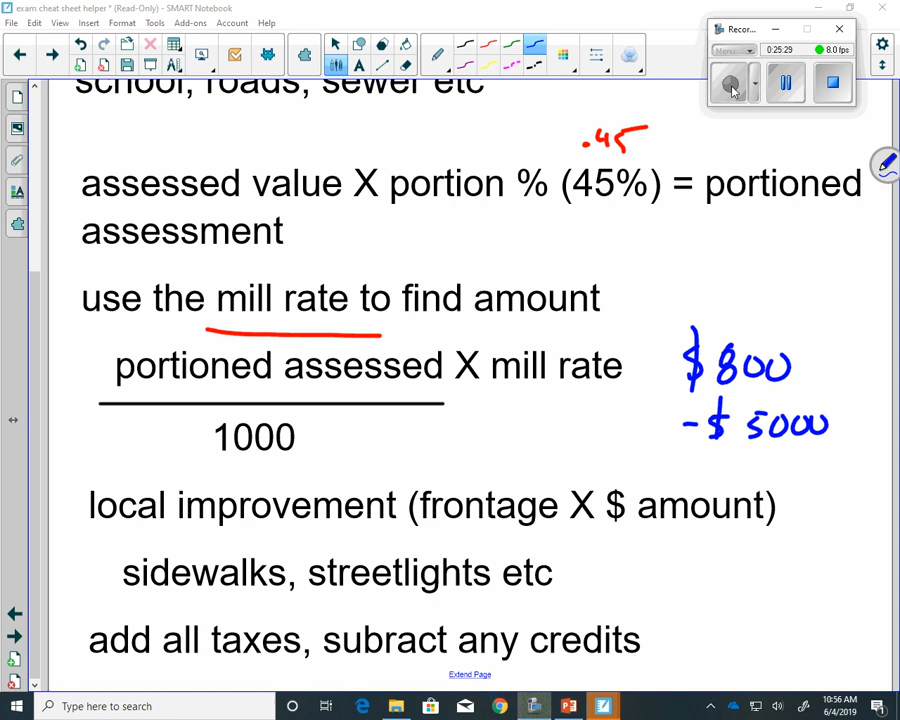 exam cheat sheet helper * (Read-Only) - SMART Notebook
File Edit View Insert Format Tools Add-ons Account Help
Recor...
Menu 0:25:29 8.0 fps
school, roads, sewer etc
.45
assessed value X portion % (45%) = portioned
assessment
use the mill rate to find amount
portioned assessed X mill rate
1000
$800
-$ 5000
local improvement (frontage X $ amount)
sidewalks, streetlights etc
add all taxes, subract any credits
Extend Page
Type here to search
10:56 AM
6/4/2019